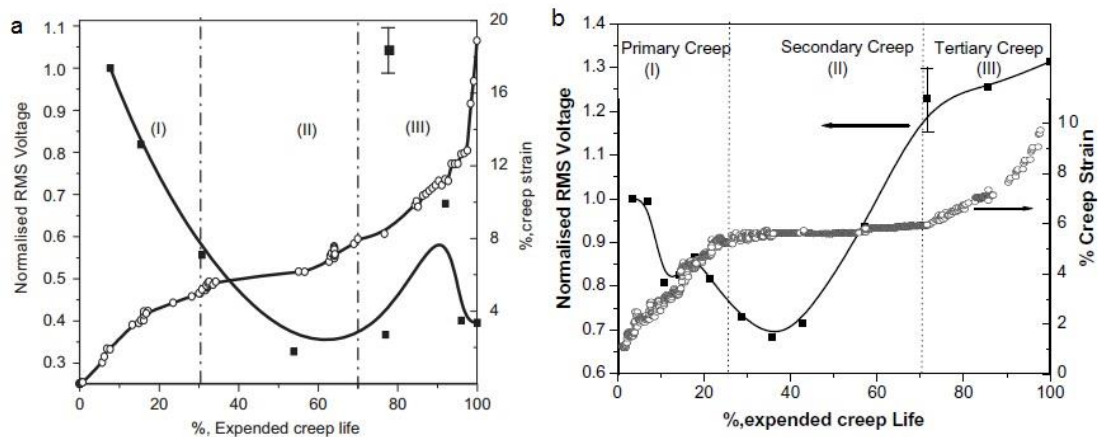 a
1.1
1.0
0.9
0.8
0.7
0.6
0.5
0.4
0.3
Normalised RMS Voltage
(I)
(II)
(III)
20
16
12
8
4
%,creep strain
0 20 40 60 80 100
%, Expended creep life
b
1.4
1.3
1.2
1.1
1.0
0.9
0.8
0.7
0.6
Normalised RMS Voltage
Primary Creep Secondary Creep Tertiary Creep
(I) (II) (III)
10
8
6
4
2
0
% Creep Strain
0 20 40 60 80 100
%,expended creep Life